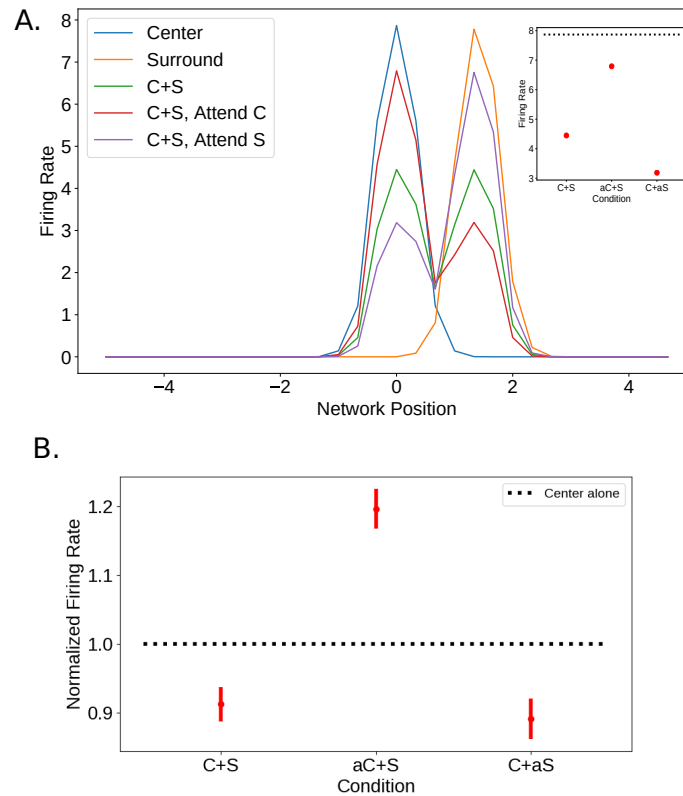 A.
Center
Surround
C+S
C+S, Attend C
C+S, Attend S
Firing Rate
8
7
6
5
4
3
2
1
0
−4
−2
0
2
4
Network Position
Firing Rate
8
7
6
5
4
3
C+S
aC+S
C+aS
Condition
B.
Center alone
Normalized Firing Rate
1.2
1.1
1.0
0.9
C+S
aC+S
C+aS
Condition